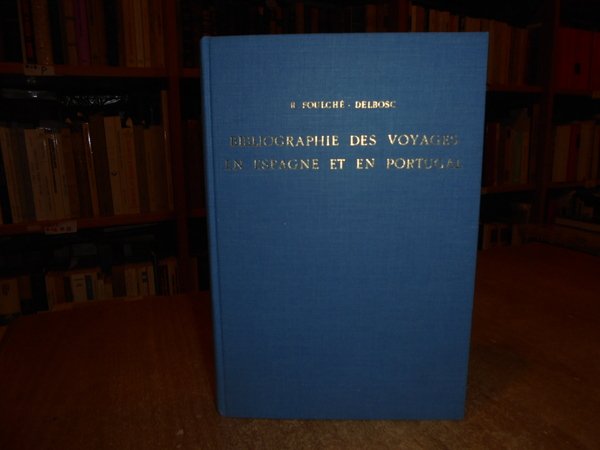 R. FOULCHÉ - DELBOSC
BIBLIOGRAPHIE DES VOYAGES
EN ESPAGNE ET EN PORTUGAL